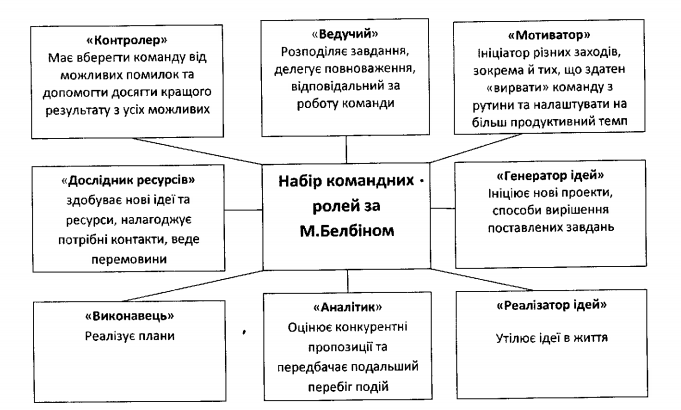 «Контролер»
Має вберегти команду від
можливих помилок та
допомогти досягти кращого
результату з усіх можливих
«Ведучий»
Розподіляє завдання,
делегує повноваження,
відповідальний за
роботу команди
«Мотиватор»
Ініціатор різних заходів,
зокрема й тих, що здатен
«вирвати» команду з
рутини та налаштувати на
більш продуктивний темп
«Дослідник ресурсів»
здобуває нові ідеї та
ресурси, налагоджує
потрібні контакти, веде
перемовини
Набір командних
ролей за
М.Белбіном
«Генератор ідей»
Ініціює нові проекти,
способи вирішення
поставлених завдань
«Виконавець»
Реалізує плани
«Аналітик»
Оцінює конкурентні
пропозиції та
передбачає подальший
перебіг подій
«Реалізатор ідей»
Утілює ідеї в життя